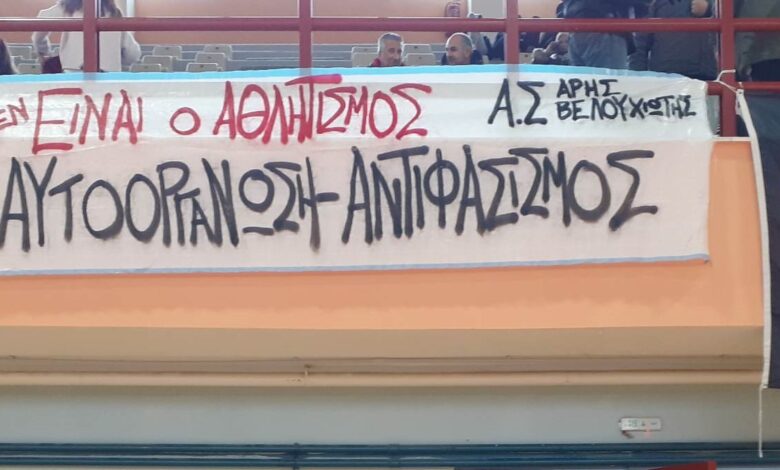 ΕΙΝΑΙ Ο ΑΘΛΗΤΙΣΜΟΣ Α.Σ ΑΡΗΣ ΒΕΛΟΥΧΙΩΤΗΣ
ΑΥΤΟΟΡΓΑΝΩΣΗ-ΑΝΤΙΦΑΣΙΣΜΟΣ